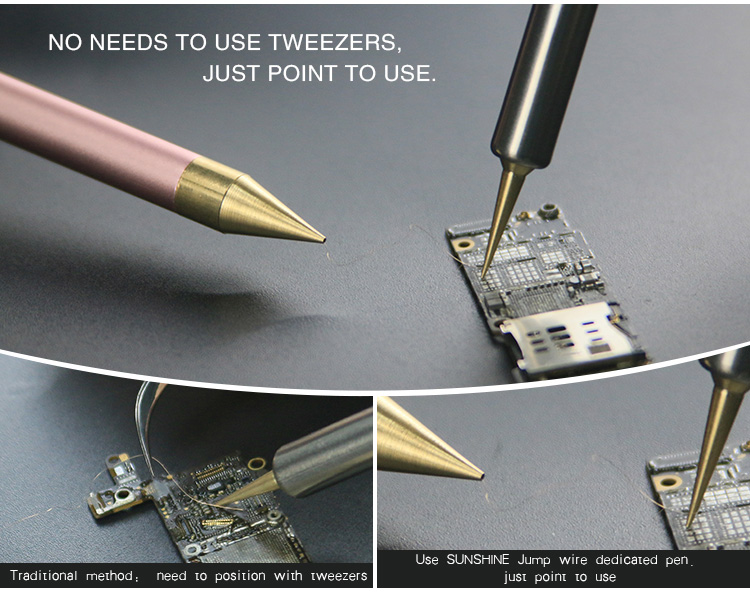 NO NEEDS TO USE TWEEZERS,
JUST POINT TO USE.
Traditional method; need to position with tweezers
Use SUNSHINE Jump wire dedicated pen.
just point to use